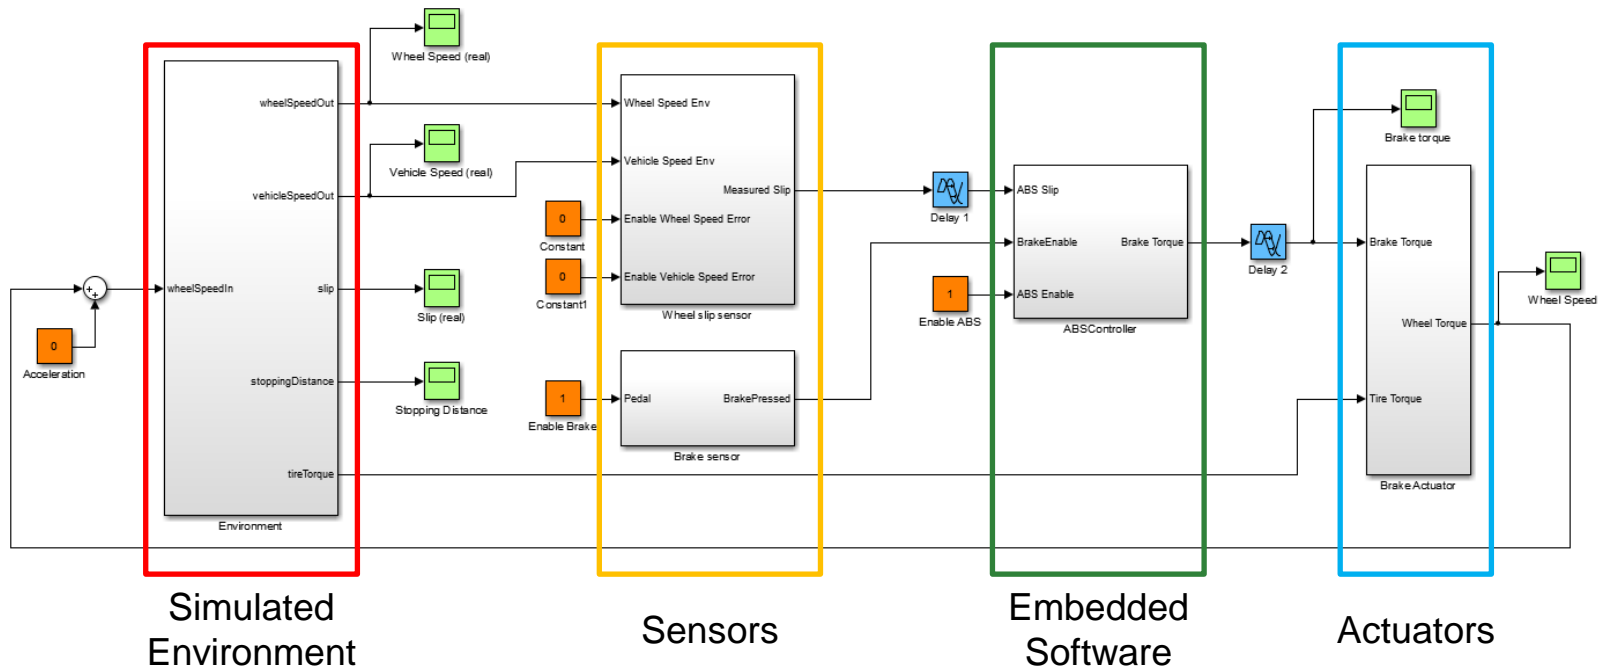 Wheel Speed (real)
wheelSpeedOut
Wheel Speed Env
Brake torque
Vehicle Speed (real)
Vehicle Speed Env
vehicleSpeedOut
Measured Slip
ABS Slip
Delay 1
0
Enable Wheel Speed Error
Constant
BrakeEnable
Brake Torque
Delay 2
Brake Torque
0
Enable Vehicle Speed Error
Constant1
wheelSpeedIn
slip
Slip (real)
Wheel slip sensor
1
ABS Enable
Enable ABS
ABSController
Wheel Speed
Wheel Torque
0
Acceleration
stoppingDistance
Stopping Distance
1
Enable Brake
Pedal
BrakePressed
Brake sensor
Tire Torque
tireTorque
Brake Actuator
Environment
Simulated
Environment
Sensors
Embedded
Software
Actuators